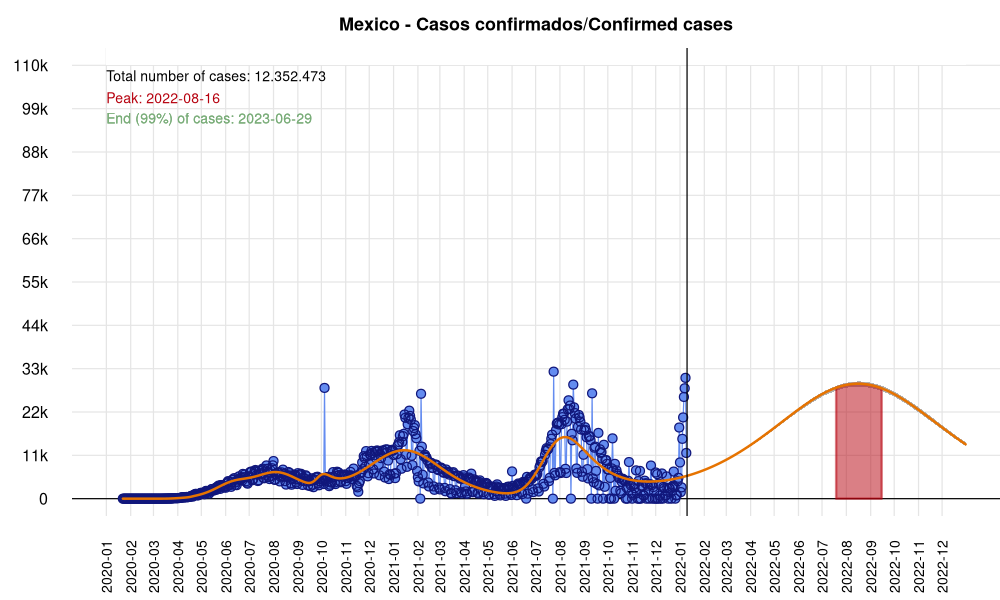 Mexico - Casos confirmados/Confirmed cases
110k
99k
88k
77k
66k
55k
44k
33k
22k
11k
0
Total number of cases: 12.352.473
Peak: 2022-08-16
End (99%) of cases: 2023-06-29
2020-01
2020-02
2020-03
2020-04
2020-05
2020-06
2020-07
2020-08
2020-09
2020-10
2020-11
2020-12
2021-01
2021-02
2021-03
2021-04
2021-05
2021-06
2021-07
2021-08
2021-09
2021-10
2021-11
2021-12
2022-01
2022-02
2022-03
2022-04
2022-05
2022-06
2022-07
2022-08
2022-09
2022-10
2022-11
2022-12